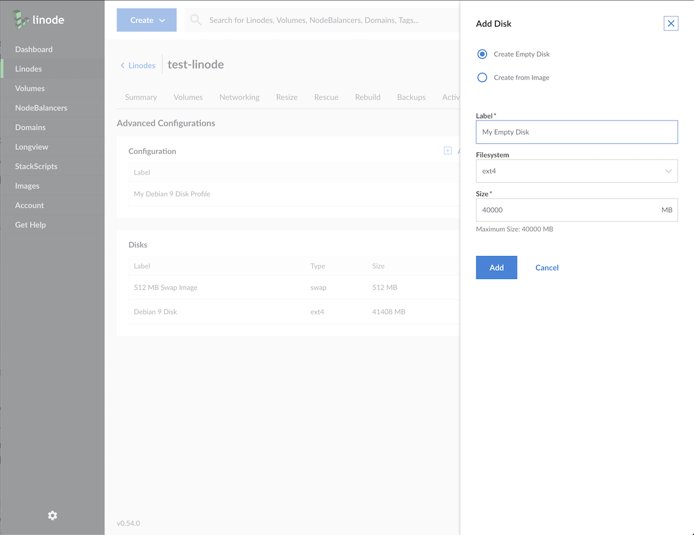 linode
Dashboard
Linodes
Volumes
NodeBalancers
Domains
Longview
StackScripts
Images
Account
Get Help
Create
Search for Linodes, Volumes, NodeBalancers, Domains, Tags...
Linodes
test-linode
Summary Volumes Networking Resize Rescue Rebuild Backups Activ
Advanced Configurations
Configuration
Label
My Debian 9 Disk Profile
Disks
Label Type Size
512 MB Swap Image swap 512 MB
Debian 9 Disk ext4 41408 MB
v0.54.0
Add Disk
Create Empty Disk
Create from Image
Label*
My Empty Disk
Filesystem
ext4
Size*
40000 MB
Maximum Size: 40000 MB
Add Cancel